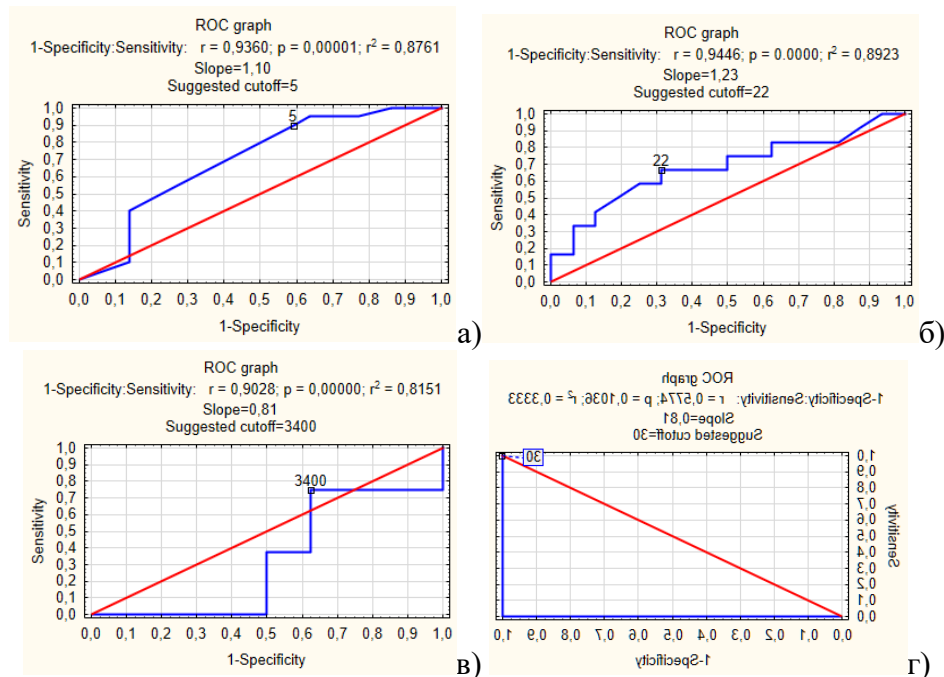 ROC graph
1-Specificity:Sensitivity: r = 0,9360; p = 0,00001; r² = 0,8761
Slope=1,10
Suggested cutoff=5
1,0
0,9
0,8
0,7
0,6
0,5
0,4
0,3
0,2
0,1
0,0
Sensitivity
5
0,0 0,1 0,2 0,3 0,4 0,5 0,6 0,7 0,8 0,9 1,0
1-Specificity
а)
ROC graph
1-Specificity:Sensitivity: r = 0,9446; p = 0.0000; r² = 0,8923
Slope=1,23
Suggested cutoff=22
1,0
0,9
0,8
0,7
0,6
0,5
0,4
0,3
0,2
0,1
0,0
Sensitivity
22
0,0 0,1 0,2 0,3 0,4 0,5 0,6 0,7 0,8 0,9 1,0
1-Specificity
б)
ROC graph
1-Specificity:Sensitivity: r = 0,9028; p = 0,00000; r² = 0,8151
Slope=0,81
Suggested cutoff=3400
1,0
0,9
0,8
0,7
0,6
0,5
0,4
0,3
0,2
0,1
0,0
Sensitivity
3400
0,0 0,1 0,2 0,3 0,4 0,5 0,6 0,7 0,8 0,9 1,0
1-Specificity
в)
ROC graph
1-Specificity:Sensitivity: r = 0,5774; p = 0,1036; r² = 0,3333
Slope=0,81
Suggested cutoff=30
1,0
0,9
0,8
0,7
0,6
0,5
0,4
0,3
0,2
0,1
0,0
Sensitivity
30
1,0 0,9 0,8 0,7 0,6 0,5 0,4 0,3 0,2 0,1 0,0
1-Specificity
г)